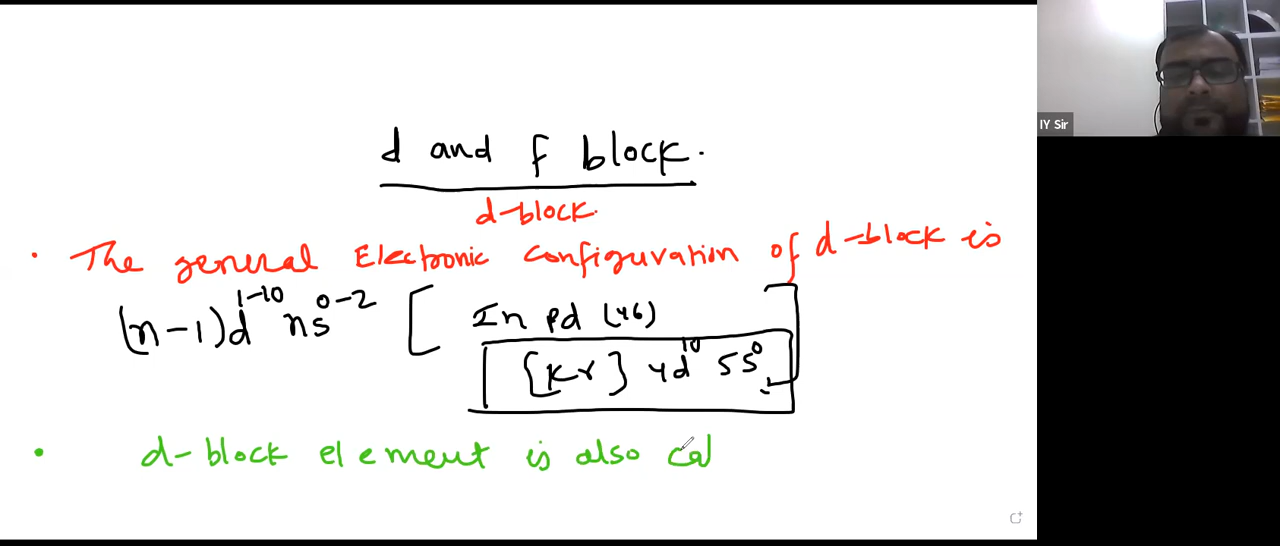 d and f block.
d-block.
• The general Electronic configuration of d-block is
(n-1)d¹⁻¹⁰ ns⁰⁻² [ In pd (46)
{Kr} 4d¹⁰ 5s⁰ ]
• d-block element is also cal
IY Sir